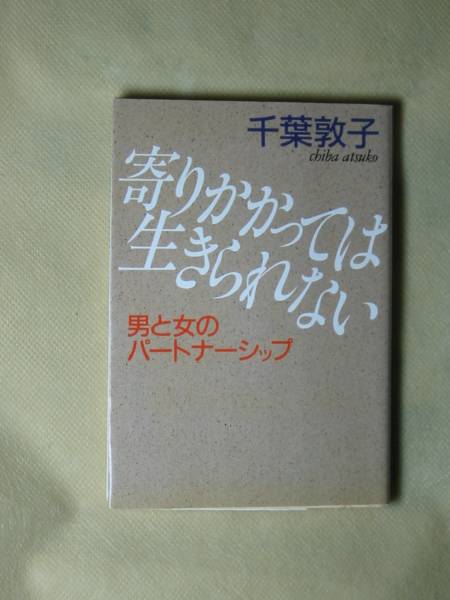 千葉敦子
chiba atsuko
寄りかかっては
生きられない
男と女の
パートナーシップ